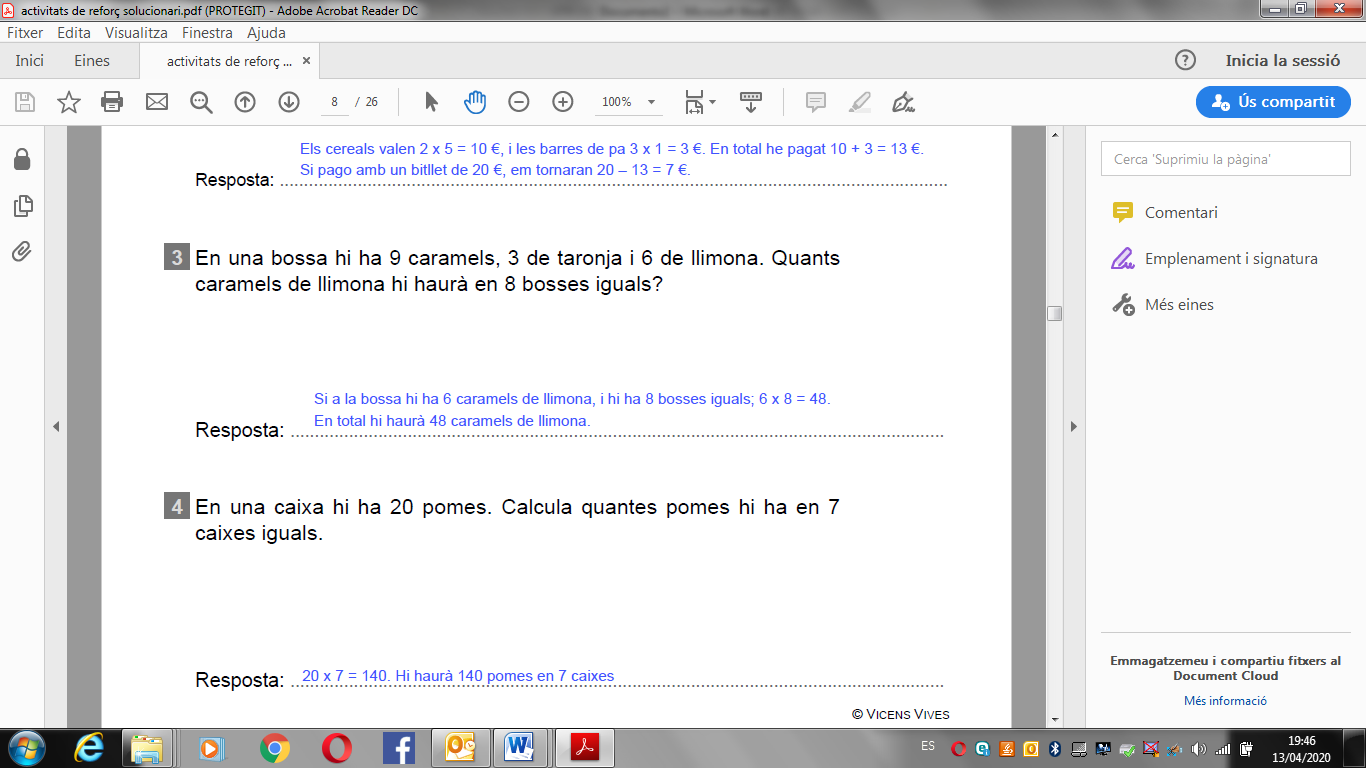 activitats de reforç solucionari.pdf (PROTEGIT) - Adobe Acrobat Reader DC
Fitxer Edita Visualitza Finestra Ajuda
Inici Eines activitats de reforç ... × ? Inicia la sessió
8 / 26 100% Ús compartit
Els cereals valen 2 x 5 = 10 €, i les barres de pa 3 x 1 = 3 €. En total he pagat 10 + 3 = 13 €.
Si pago amb un bitllet de 20 €, em tornaran 20 – 13 = 7 €.
Resposta:
3 En una bossa hi ha 9 caramels, 3 de taronja i 6 de llimona. Quants
caramels de llimona hi haurà en 8 bosses iguals?
Si a la bossa hi ha 6 caramels de llimona, i hi ha 8 bosses iguals; 6 x 8 = 48.
En total hi haurà 48 caramels de llimona.
Resposta:
4 En una caixa hi ha 20 pomes. Calcula quantes pomes hi ha en 7
caixes iguals.
Resposta: 20 x 7 = 140. Hi haurà 140 pomes en 7 caixes
© VICENS VIVES
Cerca 'Suprimiu la pàgina'
Comentari
Emplenament i signatura
Més eines
Emmagatzemeu i compartiu fitxers al
Document Cloud
Més informació
ES
19:46
13/04/2020